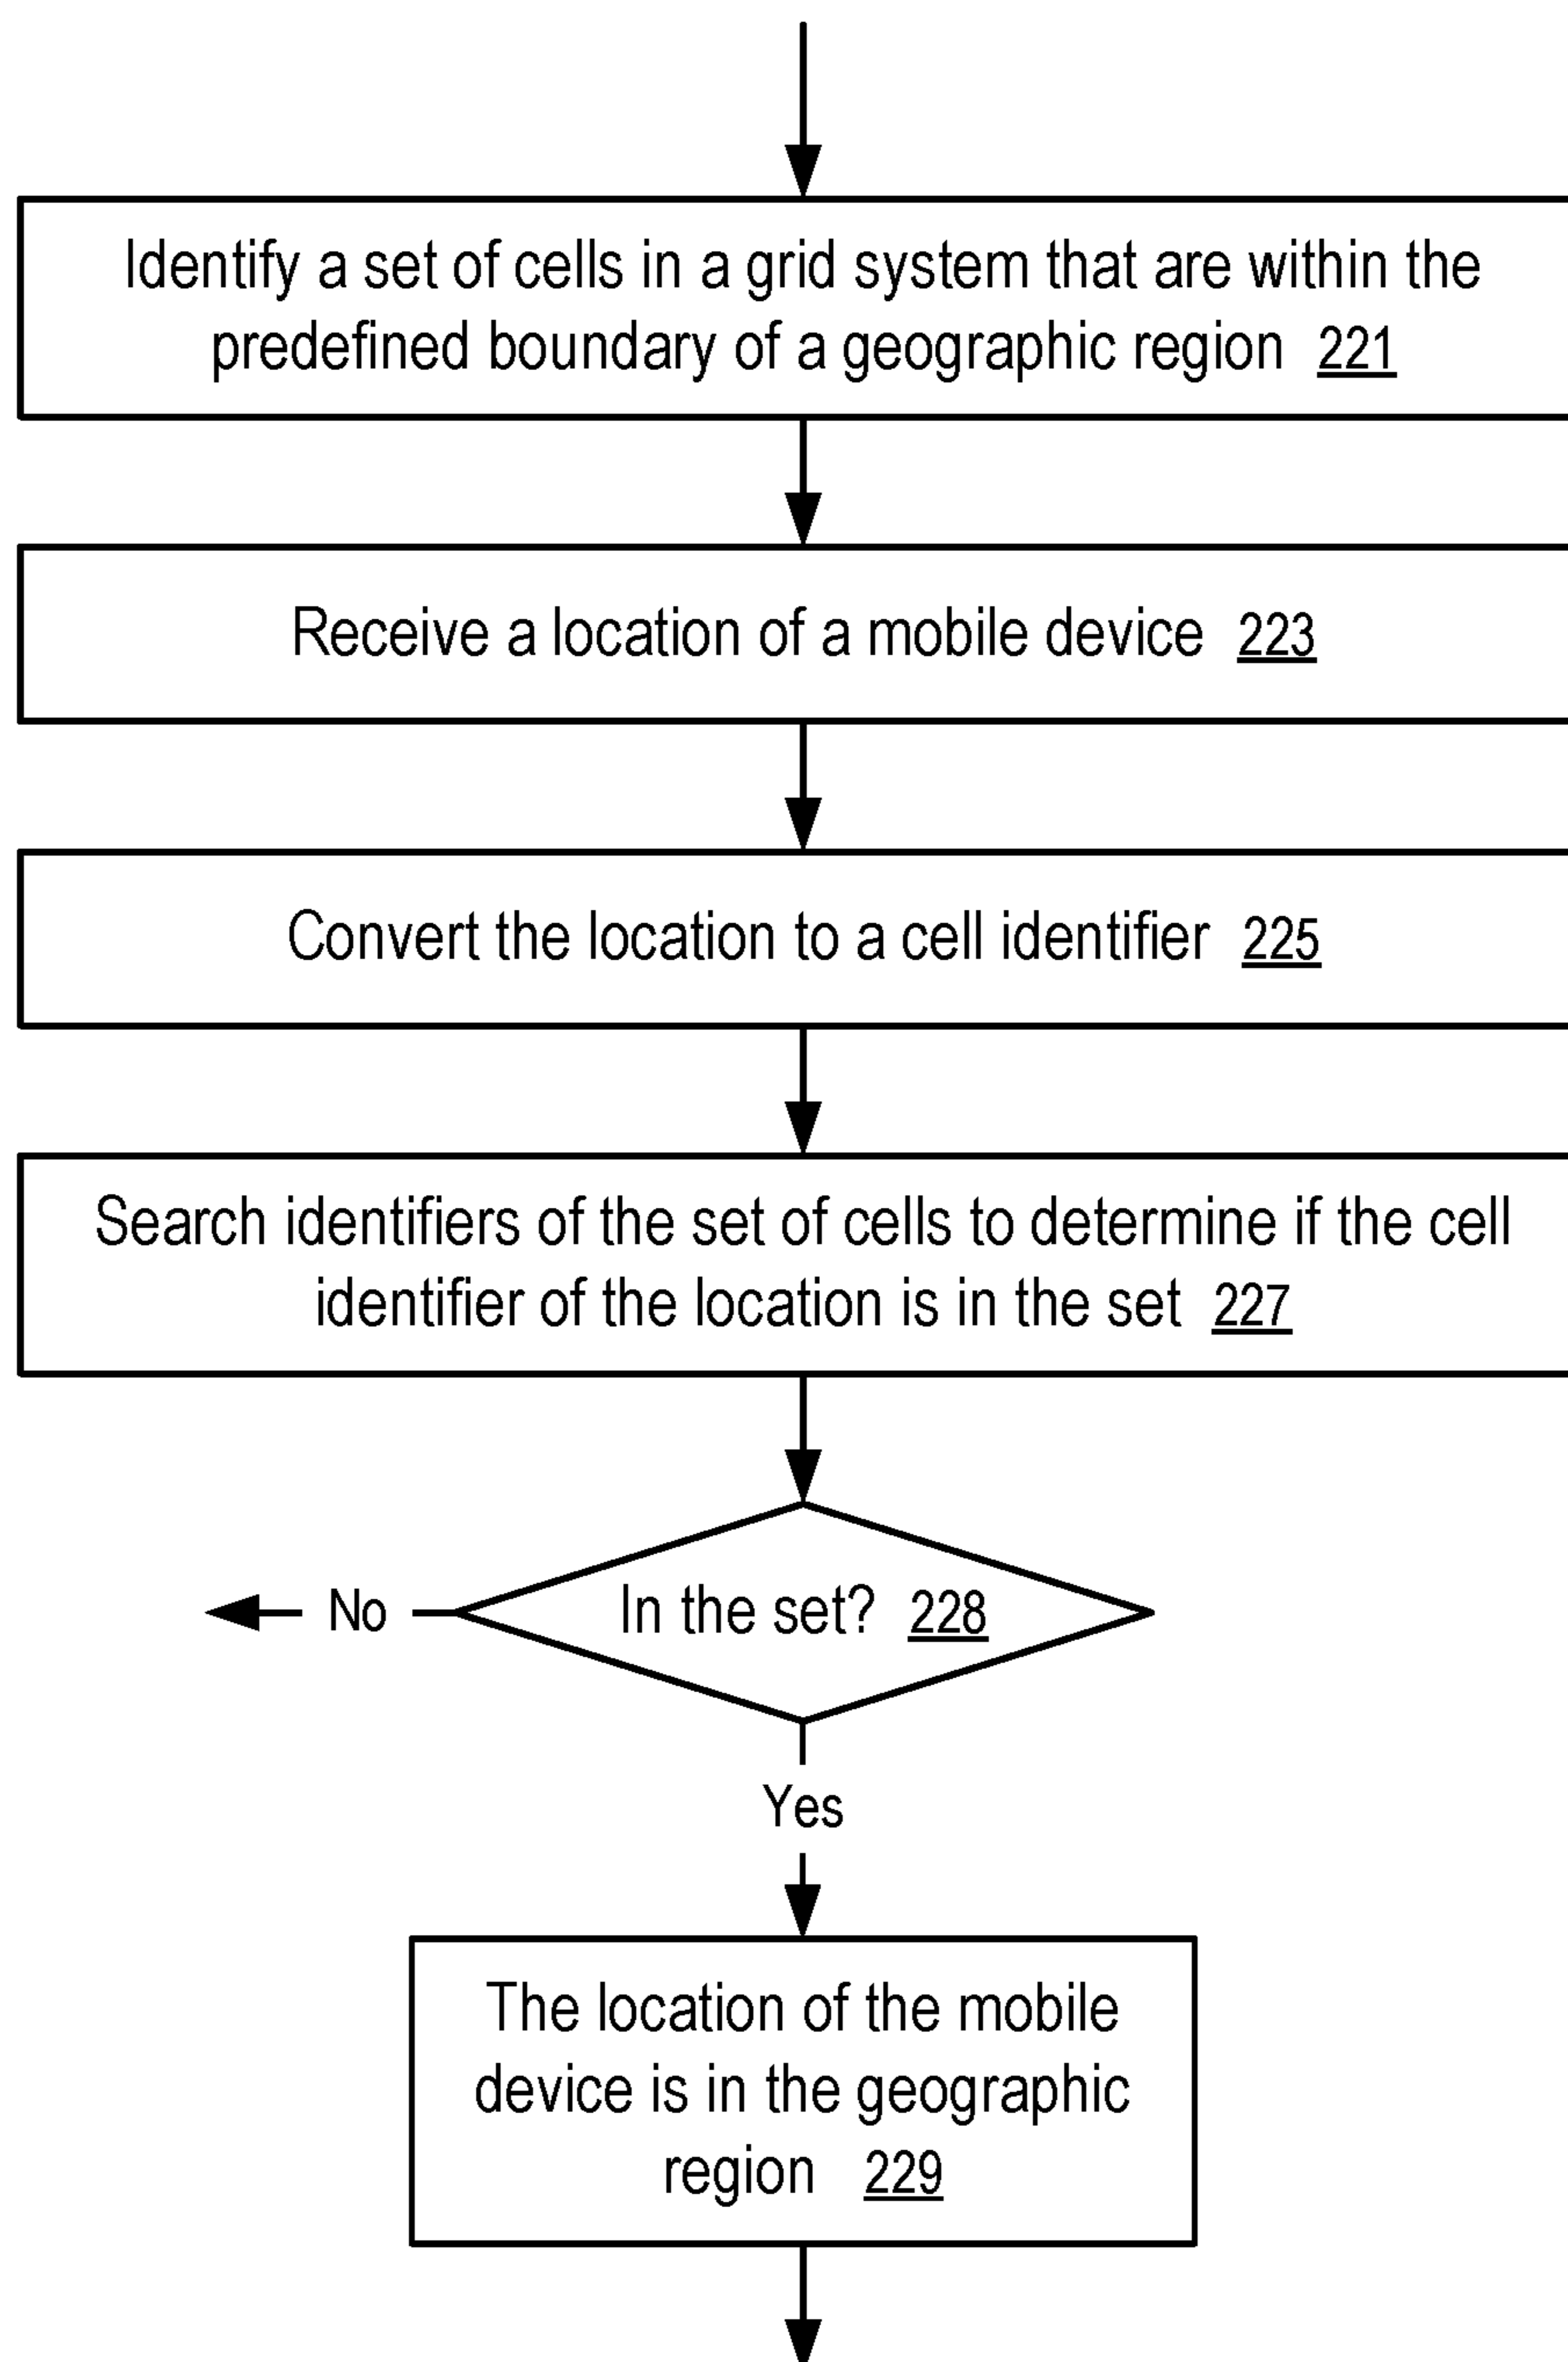 Identify a set of cells in a grid system that are within the
predefined boundary of a geographic region 221
Receive a location of a mobile device 223
Convert the location to a cell identifier 225
Search identifiers of the set of cells to determine if the cell
identifier of the location is in the set 227
In the set? 228
No
Yes
The location of the mobile
device is in the geographic
region 229